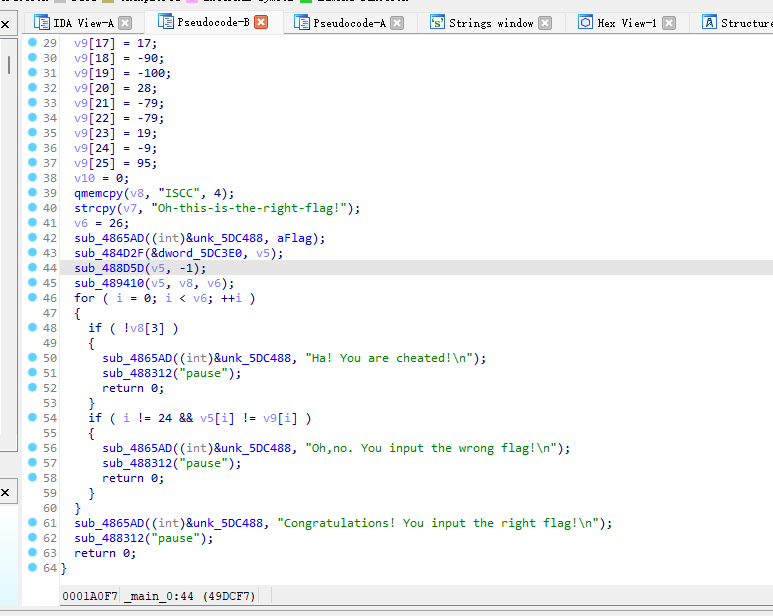 IDA View-A Pseudocode-B Pseudocode-A Strings window Hex View-1 Structure
29 v9[17] = 17;
30 v9[18] = -90;
31 v9[19] = -100;
32 v9[20] = 28;
33 v9[21] = -79;
34 v9[22] = -79;
35 v9[23] = 19;
36 v9[24] = -9;
37 v9[25] = 95;
38 v10 = 0;
39 qmemcpy(v8, "ISCC", 4);
40 strcpy(v7, "Oh-this-is-the-right-flag!");
41 v6 = 26;
42 sub_4865AD((int)&unk_5DC488, aFlag);
43 sub_484D2F(&dword_5DC3E0, v5);
44 sub_488D5D(v5, -1);
45 sub_489410(v5, v8, v6);
46 for ( i = 0; i < v6; ++i )
47 {
48 if ( !v8[3] )
49 {
50 sub_4865AD((int)&unk_5DC488, "Ha! You are cheated!\n");
51 sub_488312("pause");
52 return 0;
53 }
54 if ( i != 24 && v5[i] != v9[i] )
55 {
56 sub_4865AD((int)&unk_5DC488, "Oh,no. You input the wrong flag!\n");
57 sub_488312("pause");
58 return 0;
59 }
60 }
61 sub_4865AD((int)&unk_5DC488, "Congratulations! You input the right flag!\n");
62 sub_488312("pause");
63 return 0;
64 }
0001A0F7 _main_0:44 (49DCF7)